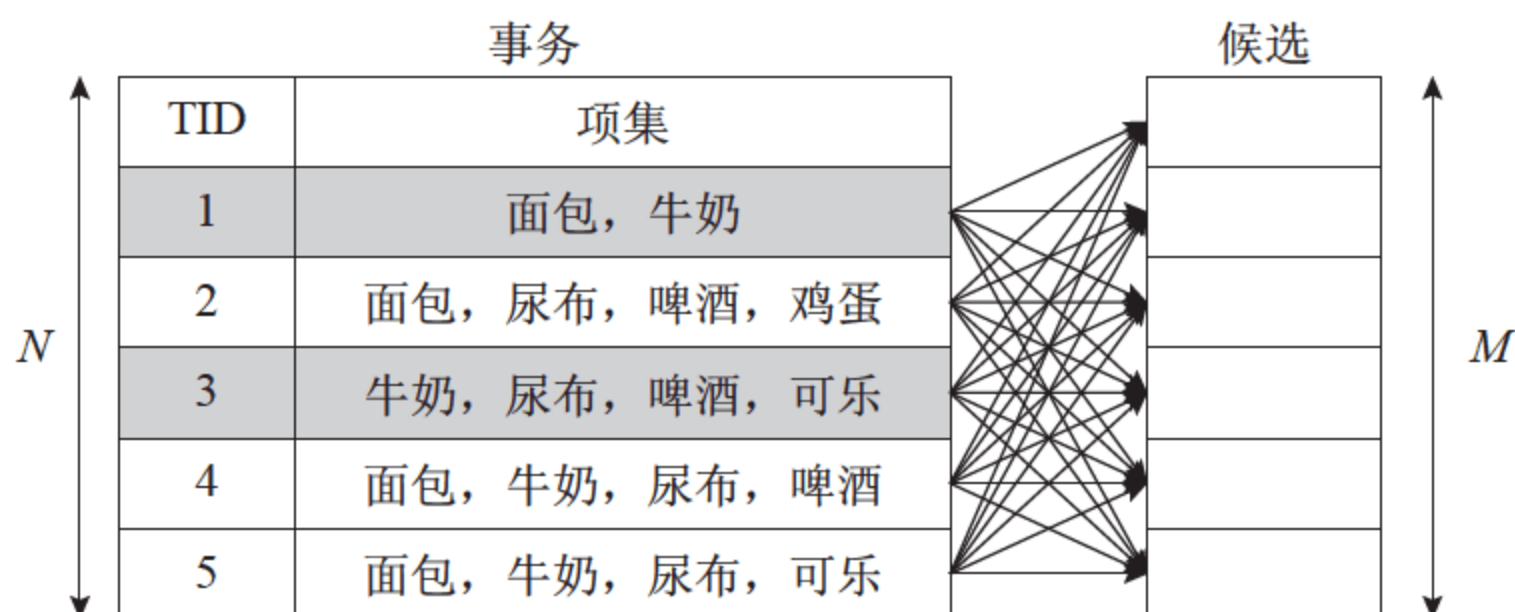 事务 候选
TID 项集
1 面包，牛奶
2 面包，尿布，啤酒，鸡蛋
N 3 牛奶，尿布，啤酒，可乐 M
4 面包，牛奶，尿布，啤酒
5 面包，牛奶，尿布，可乐